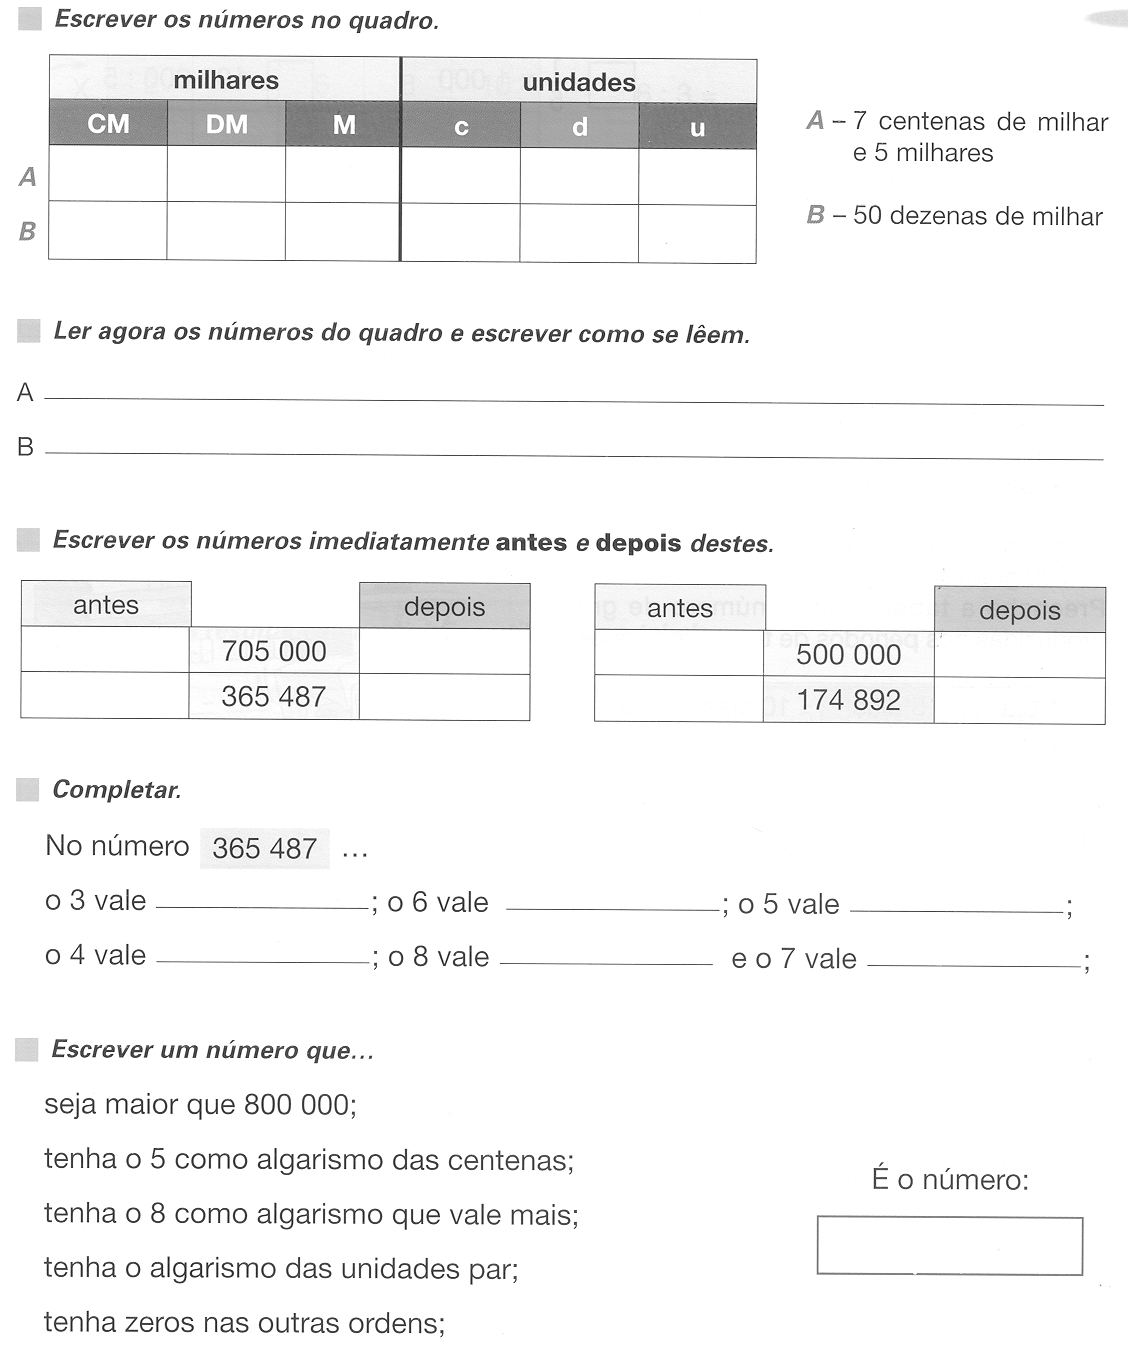 Escrever os números no quadro.
milhares unidades
CM DM M c d u
A
B
A – 7 centenas de milhar
e 5 milhares
B – 50 dezenas de milhar
Ler agora os números do quadro e escrever como se lêem.
A
B
Escrever os números imediatamente antes e depois destes.
antes depois antes depois
705 000 500 000
365 487 174 892
Completar.
No número 365 487 ...
o 3 vale ; o 6 vale ; o 5 vale ;
o 4 vale ; o 8 vale e o 7 vale ;
Escrever um número que...
seja maior que 800 000;
tenha o 5 como algarismo das centenas;
tenha o 8 como algarismo que vale mais;
tenha o algarismo das unidades par;
tenha zeros nas outras ordens;
É o número: